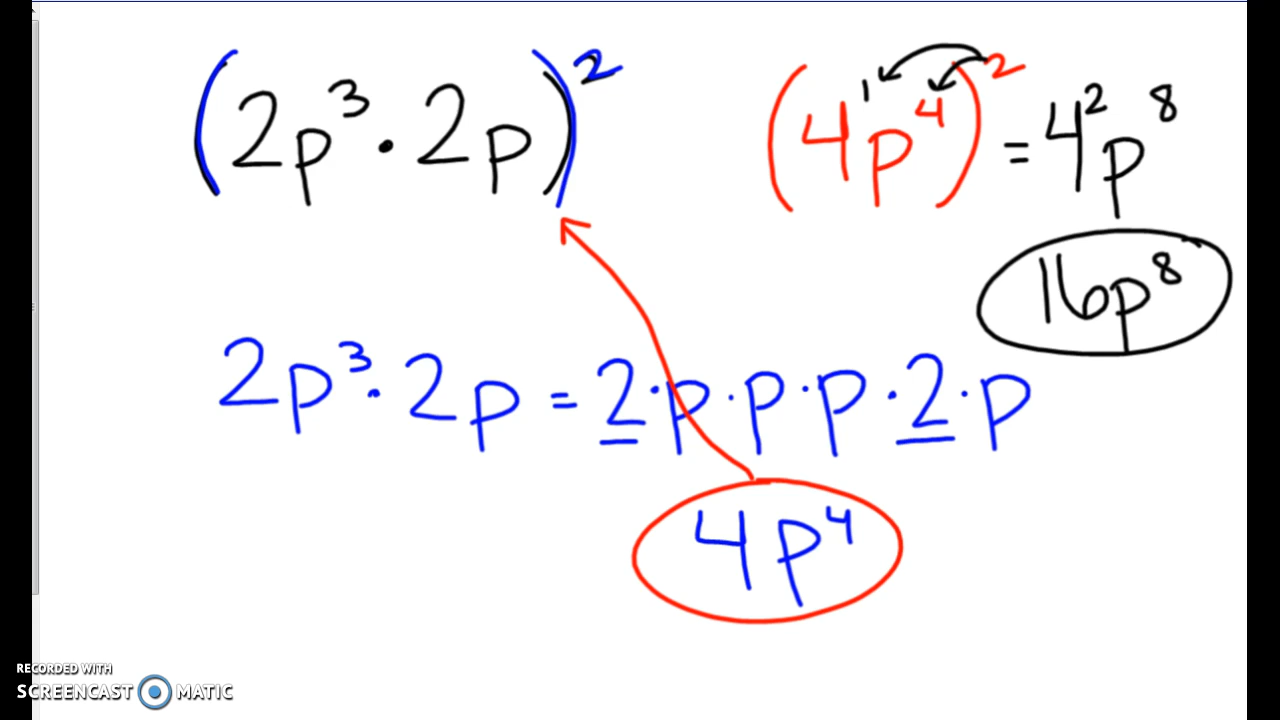 (2p³ · 2p)²
(4¹p⁴)² = 4²p⁸
16p⁸
2p³ · 2p = 2 · p · p · p · 2 · p
4p⁴
RECORDED WITH
SCREENCAST MATIC